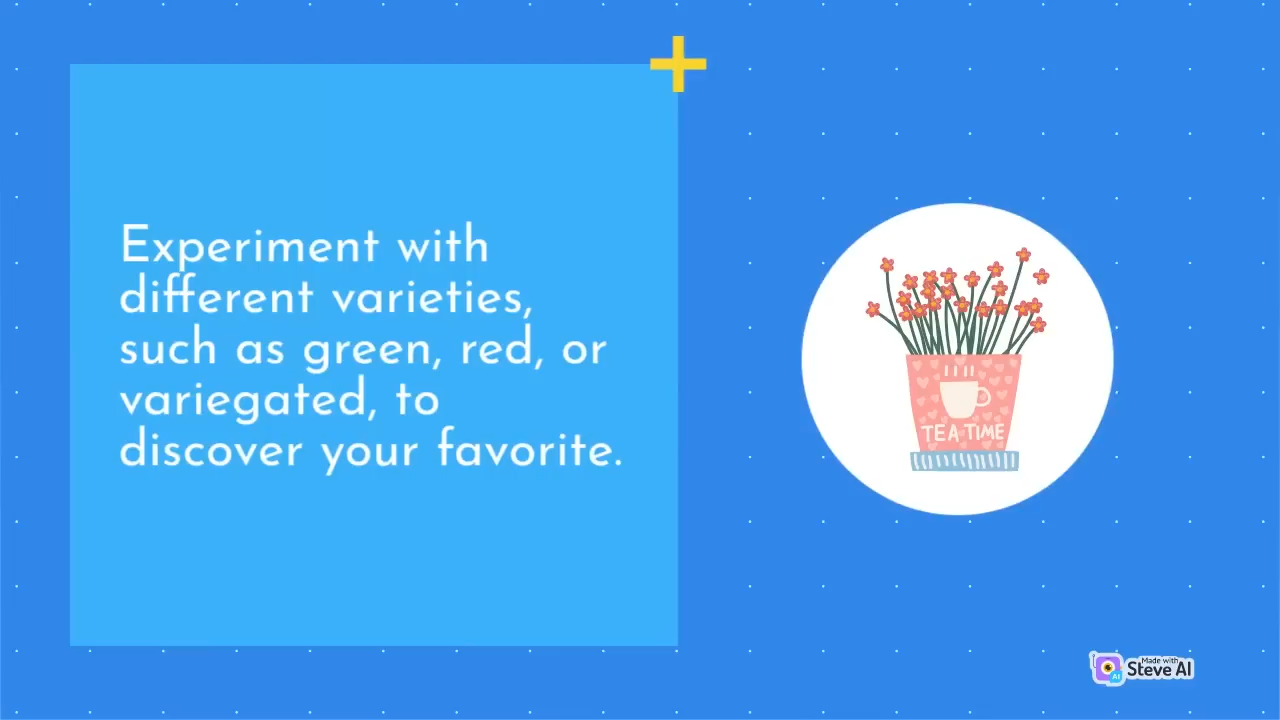 Experiment with
different varieties,
such as green, red, or
variegated, to
discover your favorite.
TEA TIME
Made with
Steve AI
AI